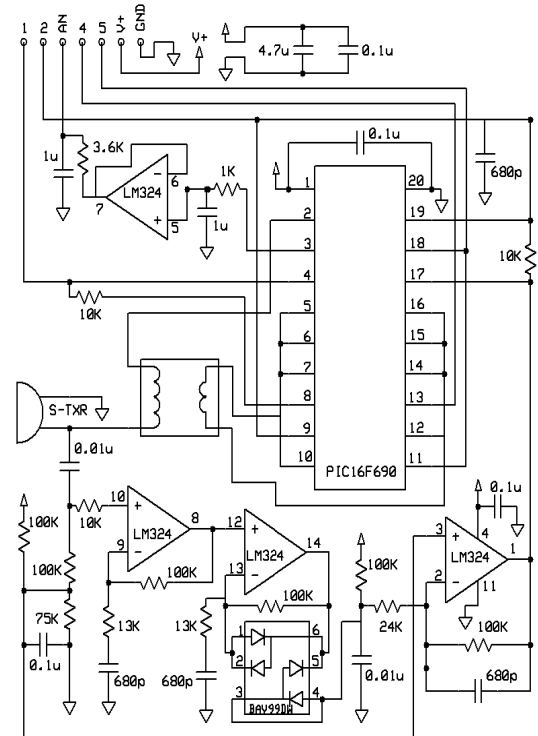 1 2 AN 4 5 V+ GND
V+
4.7u 0.1u
3.6K
1u
LM324
6
7
5
+
−
1K
1u
0.1u
680p
10K
1 20
2 19
3 18
4 17
5 16
6 15
7 14
8 13
9 12
10 11
PIC16F690
10K
S-TXR
0.01u
100K
10K
10
+
LM324
8
9
−
100K
100K
75K
0.1u
13K
680p
12
+
LM324
14
13
−
100K
13K
680p
1 6
2 5
3 4
BAV99DW
100K
24K
0.01u
0.1u
3
+
4
LM324
1
2
−
11
100K
680p